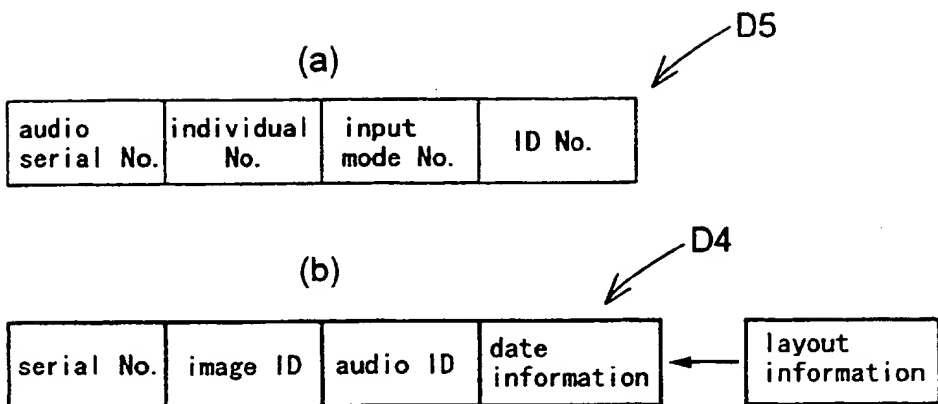 D5
(a)
audio serial No.
individual No.
input mode No.
ID No.
D4
(b)
serial No.
image ID
audio ID
date information
layout information